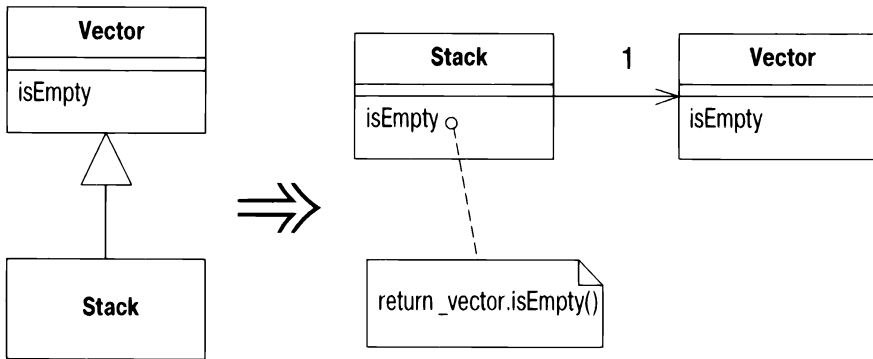 Vector
isEmpty
Stack
Stack
isEmpty
1
Vector
isEmpty
return _vector.isEmpty()